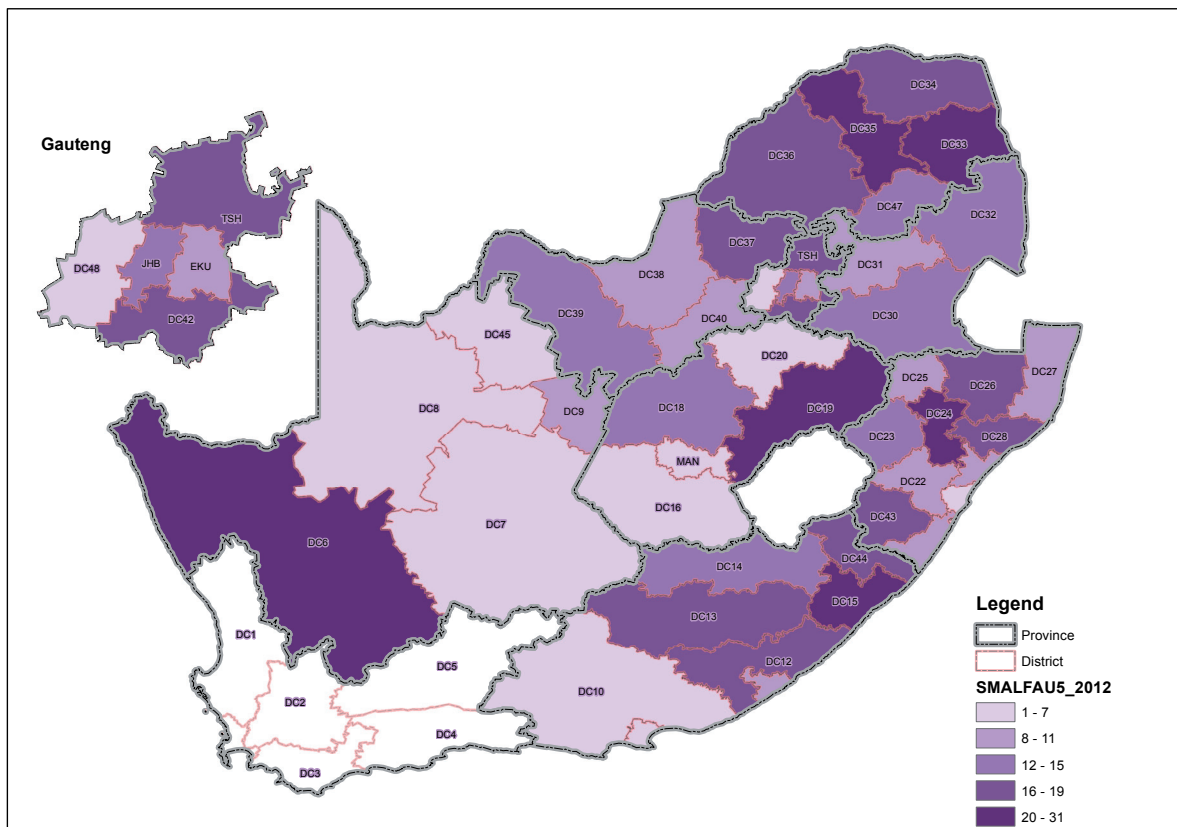 Gauteng
TSH
DC48
JHB
EKU
DC42
DC34
DC35
DC33
DC36
DC47
DC32
DC37
TSH
DC31
DC38
DC40
DC39
DC30
DC45
DC20
DC25
DC26
DC27
DC8
DC9
DC18
DC19
DC24
DC23
DC28
MAN
DC22
DC16
DC43
DC7
DC6
DC44
DC14
DC15
DC13
DC1
DC12
DC5
DC10
DC2
DC4
DC3
Legend
Province
District
SMALFAU5_2012
1 - 7
8 - 11
12 - 15
16 - 19
20 - 31